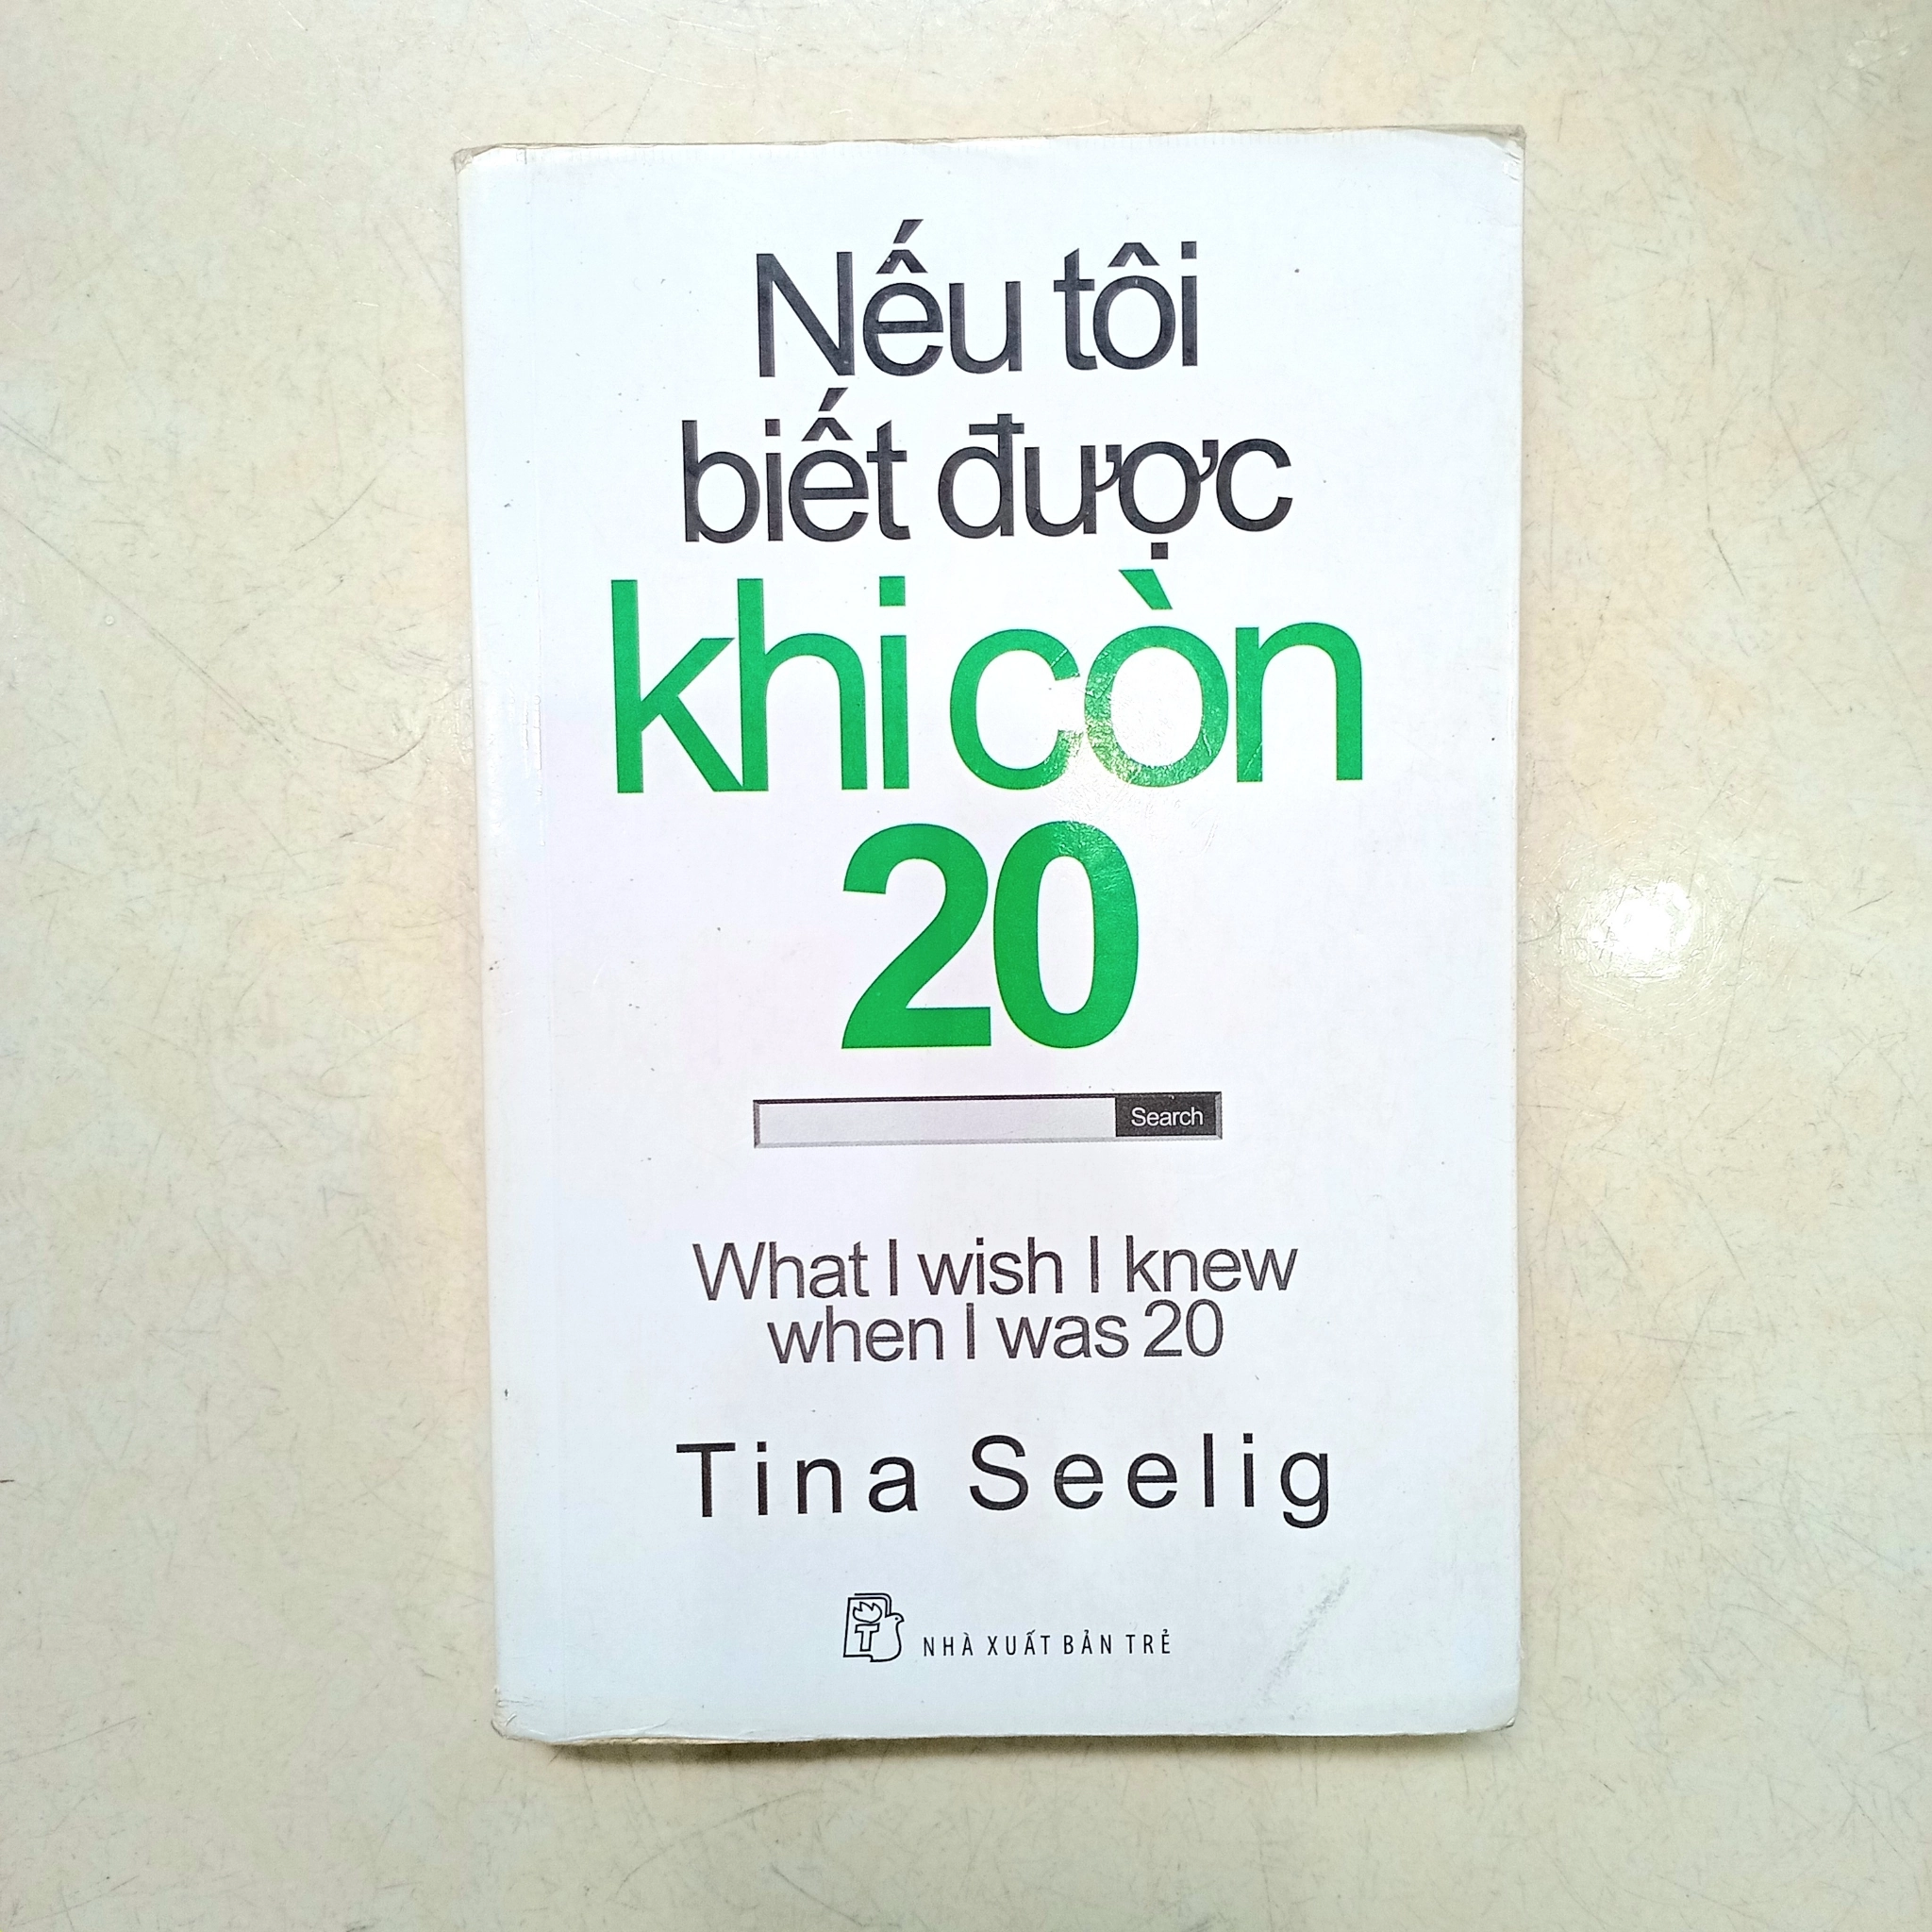 Nếu tôi
biết được
khi còn
20
Search
What I wish I knew
when I was 20
Tina Seelig
T
NHÀ XUẤT BẢN TRẺ